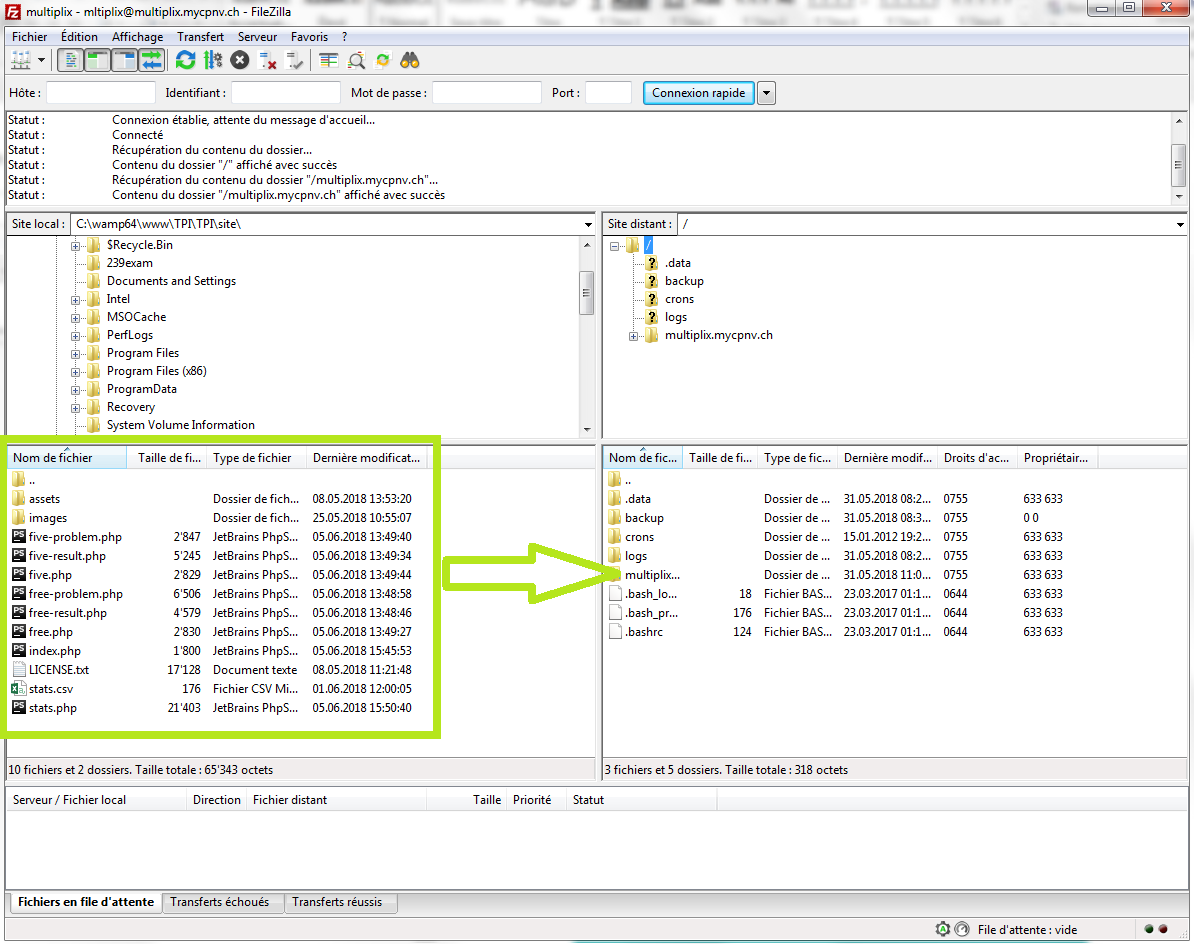 multiplix - mltiplix@multiplix.mycpnv.ch - FileZilla
Fichier Édition Affichage Transfert Serveur Favoris ?
Hôte : Identifiant : Mot de passe : Port : Connexion rapide
Statut : Connexion établie, attente du message d'accueil...
Statut : Connecté
Statut : Récupération du contenu du dossier...
Statut : Contenu du dossier "/" affiché avec succès
Statut : Récupération du contenu du dossier "/multiplix.mycpnv.ch"...
Statut : Contenu du dossier "/multiplix.mycpnv.ch" affiché avec succès
Site local : C:\wamp64\www\TPI\TPI\site\
$Recycle.Bin
239exam
Documents and Settings
Intel
MSOCache
PerfLogs
Program Files
Program Files (x86)
ProgramData
Recovery
System Volume Information
Site distant : /
/
.data
backup
crons
logs
multiplix.mycpnv.ch
Nom de fichier Taille de fi... Type de fichier Dernière modificat...
..
assets Dossier de fich... 08.05.2018 13:53:20
images Dossier de fich... 25.05.2018 10:55:07
five-problem.php 2'847 JetBrains PhpS... 05.06.2018 13:49:40
five-result.php 5'245 JetBrains PhpS... 05.06.2018 13:49:34
five.php 2'829 JetBrains PhpS... 05.06.2018 13:49:44
free-problem.php 6'506 JetBrains PhpS... 05.06.2018 13:48:58
free-result.php 4'579 JetBrains PhpS... 05.06.2018 13:48:46
free.php 2'830 JetBrains PhpS... 05.06.2018 13:49:27
index.php 1'800 JetBrains PhpS... 05.06.2018 15:45:53
LICENSE.txt 17'128 Document texte 08.05.2018 11:21:48
stats.csv 176 Fichier CSV Mi... 01.06.2018 12:00:05
stats.php 21'403 JetBrains PhpS... 05.06.2018 15:50:40
10 fichiers et 2 dossiers. Taille totale : 65'343 octets
Nom de fic... Taille de fi... Type de fic... Dernière modif... Droits d'ac... Propriétair...
..
.data Dossier de ... 31.05.2018 08:2... 0755 633 633
backup Dossier de ... 31.05.2018 08:3... 0755 0 0
crons Dossier de ... 15.01.2012 19:2... 0755 633 633
logs Dossier de ... 31.05.2018 08:2... 0755 633 633
multiplix... Dossier de ... 31.05.2018 11:0... 0755 633 633
.bash_lo... 18 Fichier BAS... 23.03.2017 01:1... 0644 633 633
.bash_pr... 176 Fichier BAS... 23.03.2017 01:1... 0644 633 633
.bashrc 124 Fichier BAS... 23.03.2017 01:1... 0644 633 633
3 fichiers et 5 dossiers. Taille totale : 318 octets
Serveur / Fichier local Direction Fichier distant Taille Priorité Statut
Fichiers en file d'attente Transferts échoués Transferts réussis
File d'attente : vide